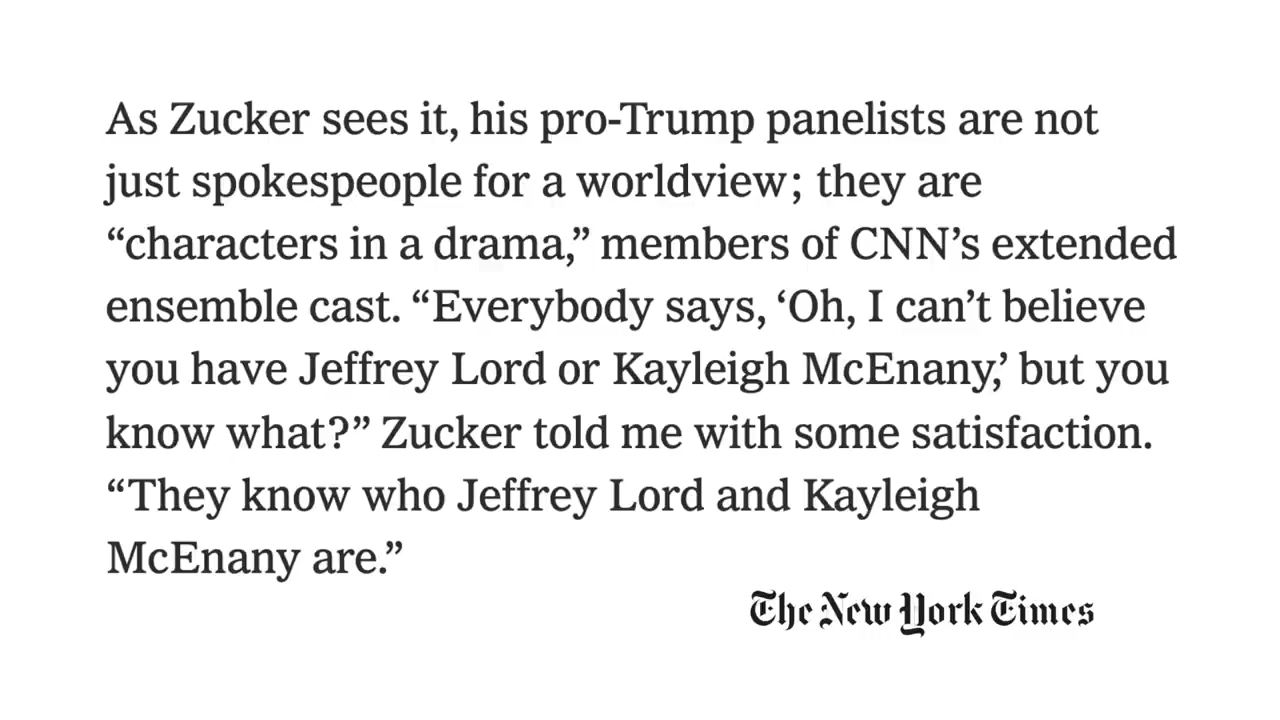 As Zucker sees it, his pro-Trump panelists are not
just spokespeople for a worldview; they are
“characters in a drama,” members of CNN’s extended
ensemble cast. “Everybody says, ‘Oh, I can’t believe
you have Jeffrey Lord or Kayleigh McEnany,’ but you
know what?” Zucker told me with some satisfaction.
“They know who Jeffrey Lord and Kayleigh
McEnany are.”
The New York Times